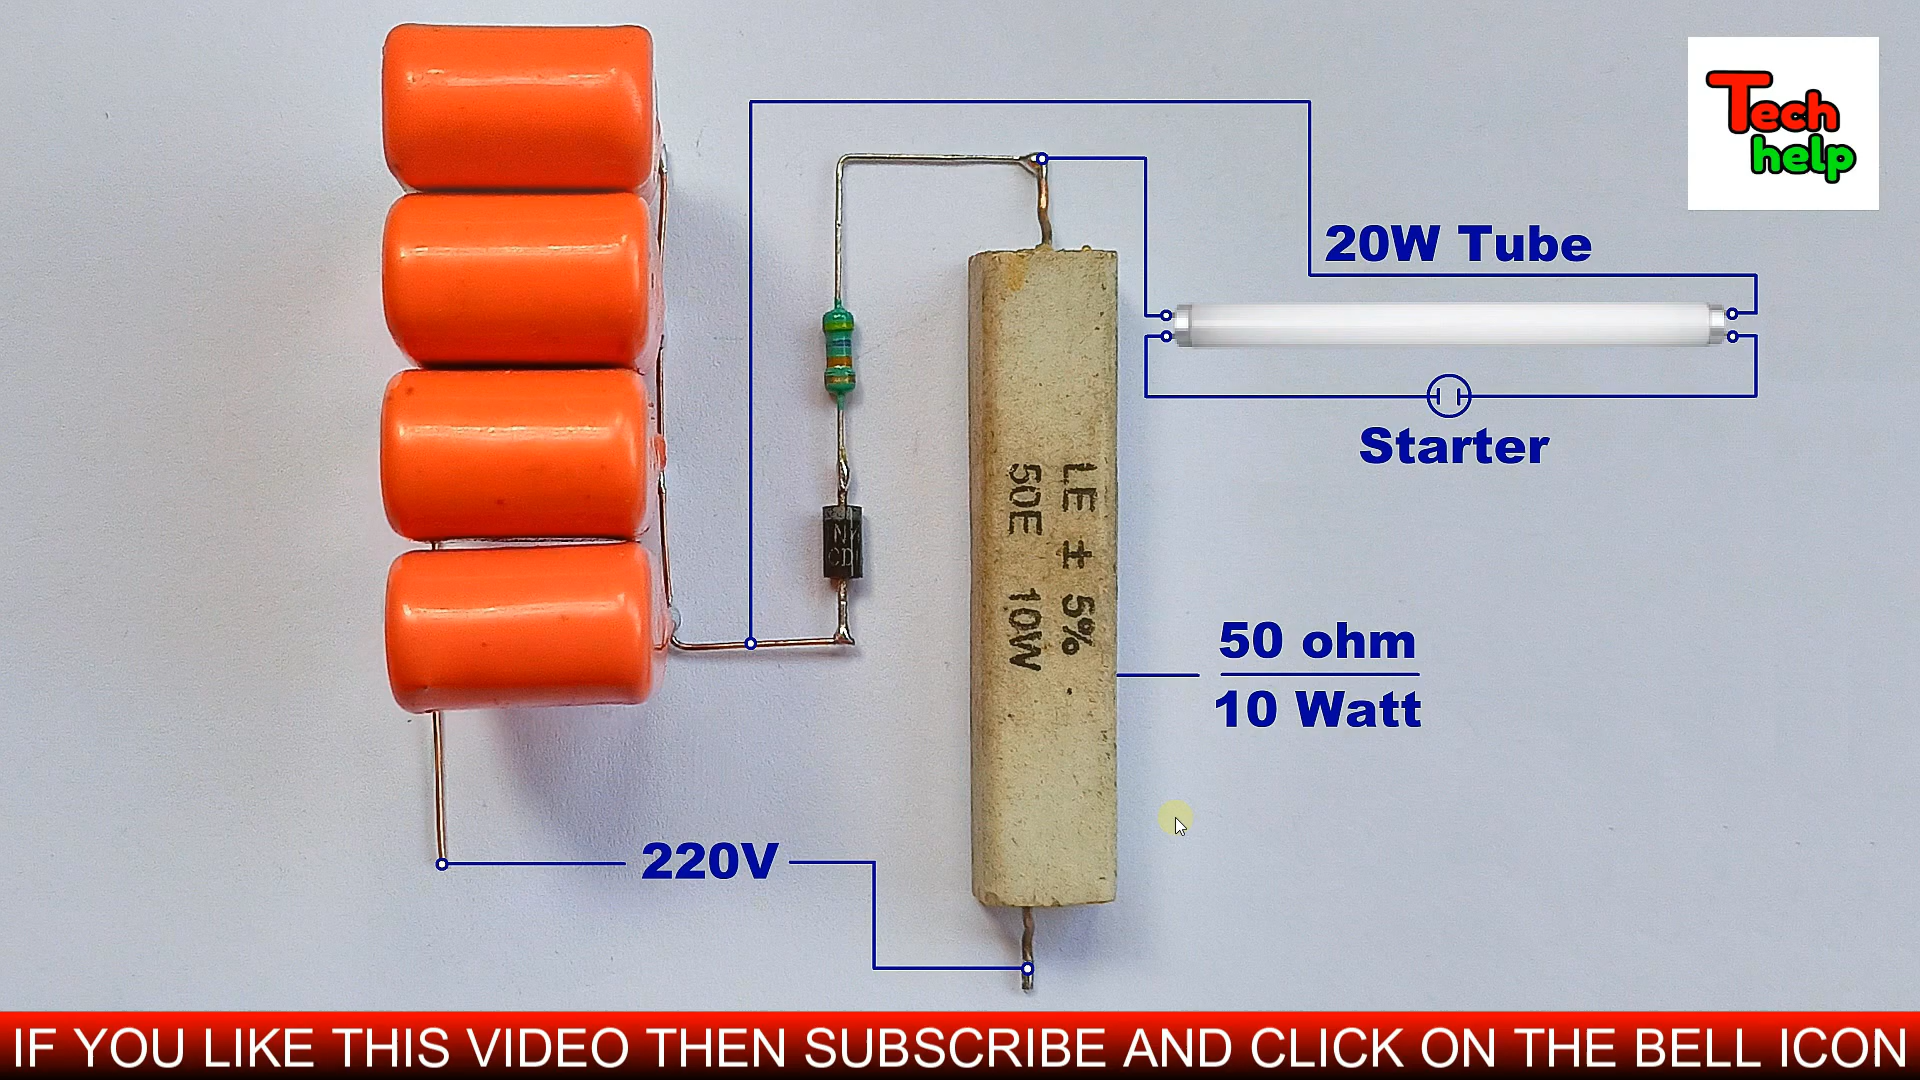 Tech
help
20W Tube
Starter
LE ± 5%
50E 10W
50 ohm
10 Watt
220V
IF YOU LIKE THIS VIDEO THEN SUBSCRIBE AND CLICK ON THE BELL ICON